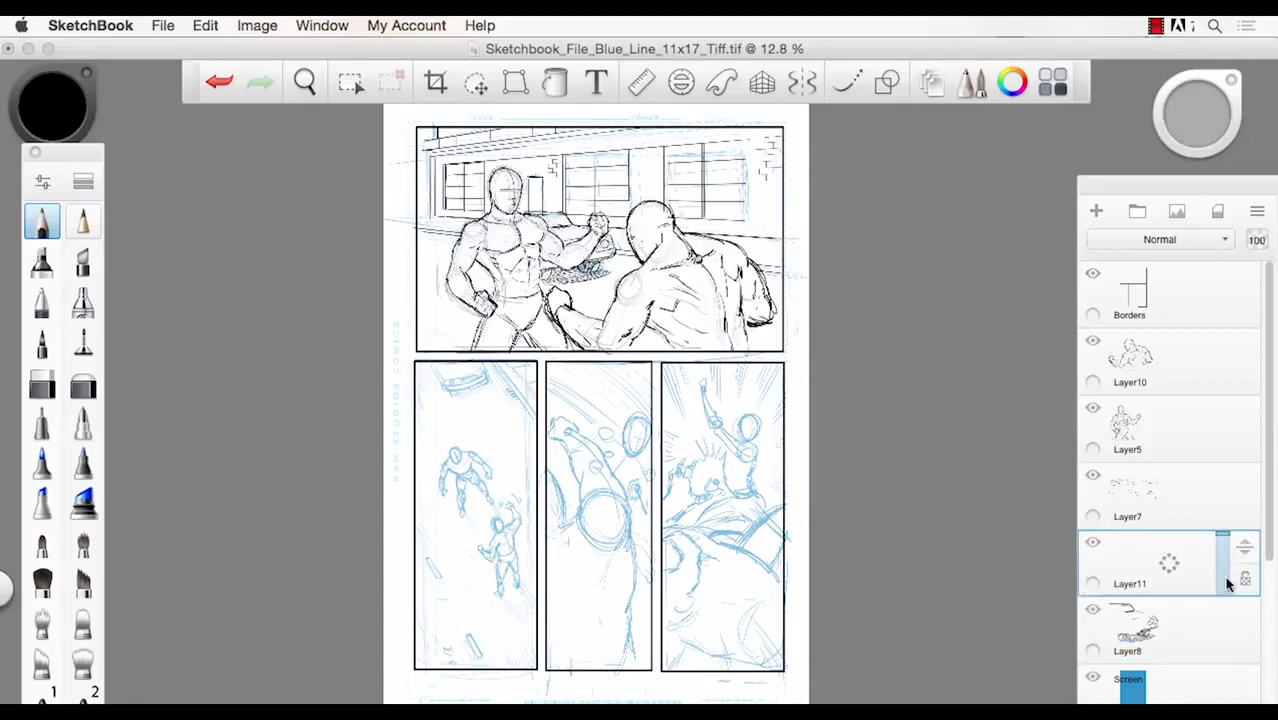 SketchBook File Edit Image Window My Account Help
Sketchbook_File_Blue_Line_11x17_Tiff.tif @ 12.8 %
T
Normal
100
Borders
Layer10
Layer5
Layer7
Layer11
Layer8
Screen
1 2